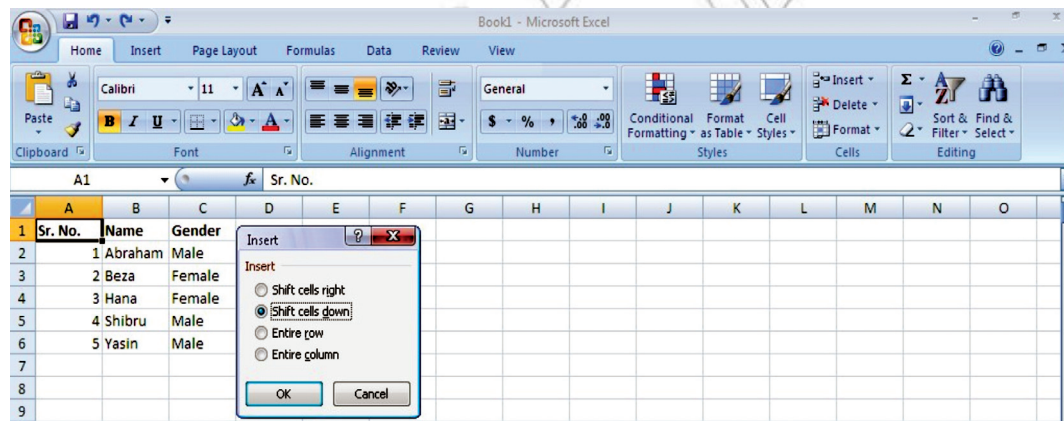 Book1 - Microsoft Excel
Home Insert Page Layout Formulas Data Review View
Calibri 11 General Insert
Paste B I U $ % , Conditional Formatting Format as Table Cell Styles Delete Sort & Filter Find & Select
Format
Clipboard Font Alignment Number Styles Cells Editing
A1 fx Sr. No.
A B C D E F G H I J K L M N O
1 Sr. No. Name Gender
2 1 Abraham Male
3 2 Beza Female
4 3 Hana Female
5 4 Shibru Male
6 5 Yasin Male
7
8
9
Insert
Insert
Shift cells right
Shift cells down
Entire row
Entire column
OK Cancel